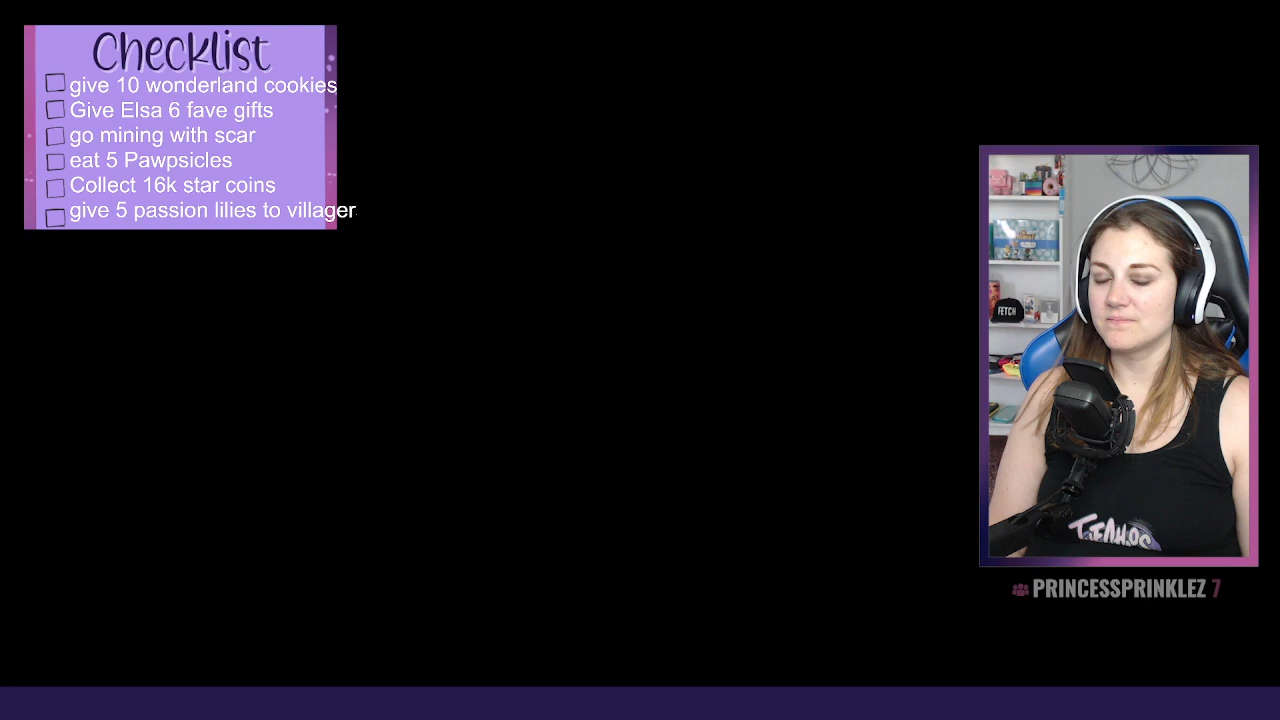 Checklist
give 10 wonderland cookies
Give Elsa 6 fave gifts
go mining with scar
eat 5 Pawpsicles
Collect 16k star coins
give 5 passion lilies to villager
FETCH
PRINCESSPRINKLEZ 7